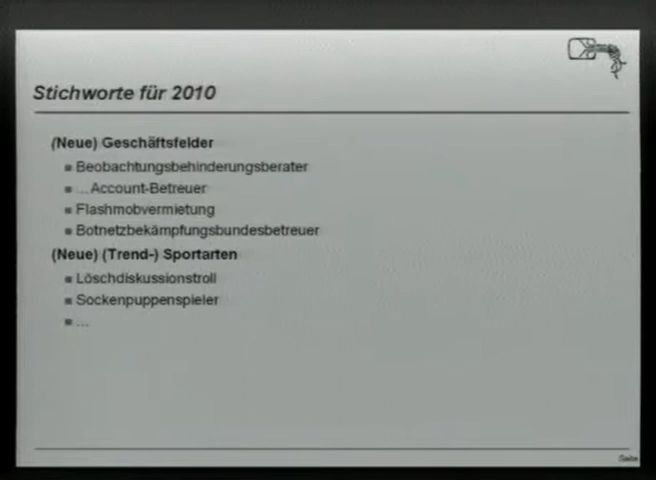 Stichworte für 2010
(Neue) Geschäftsfelder
Beobachtungsbehinderungsberater
...Account-Betreuer
Flashmobvermietung
Botnetzbekämpfungsbundesbetreuer
(Neue) (Trend-) Sportarten
Löschdiskussionstroll
Sockenpuppenspieler
...